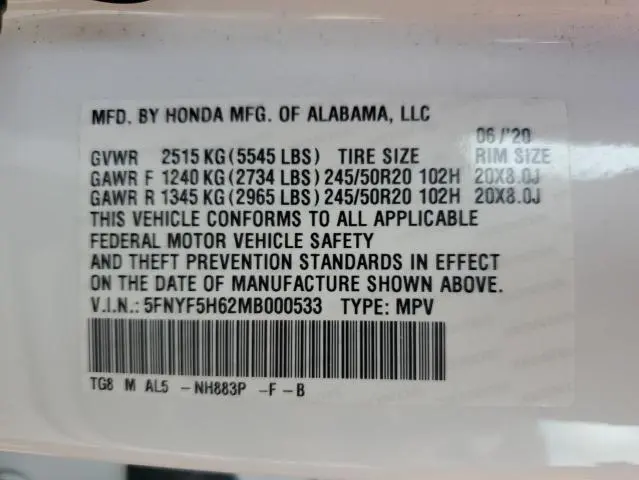 MFD. BY HONDA MFG. OF ALABAMA, LLC
06/'20
GVWR 2515 KG (5545 LBS) TIRE SIZE RIM SIZE
GAWR F 1240 KG (2734 LBS) 245/50R20 102H 20X8.0J
GAWR R 1345 KG (2965 LBS) 245/50R20 102H 20X8.0J
THIS VEHICLE CONFORMS TO ALL APPLICABLE
FEDERAL MOTOR VEHICLE SAFETY
AND THEFT PREVENTION STANDARDS IN EFFECT
ON THE DATE OF MANUFACTURE SHOWN ABOVE.
V.I.N.: 5FNYF5H62MB000533 TYPE: MPV
TG8 M AL5 -NH883P -F -B